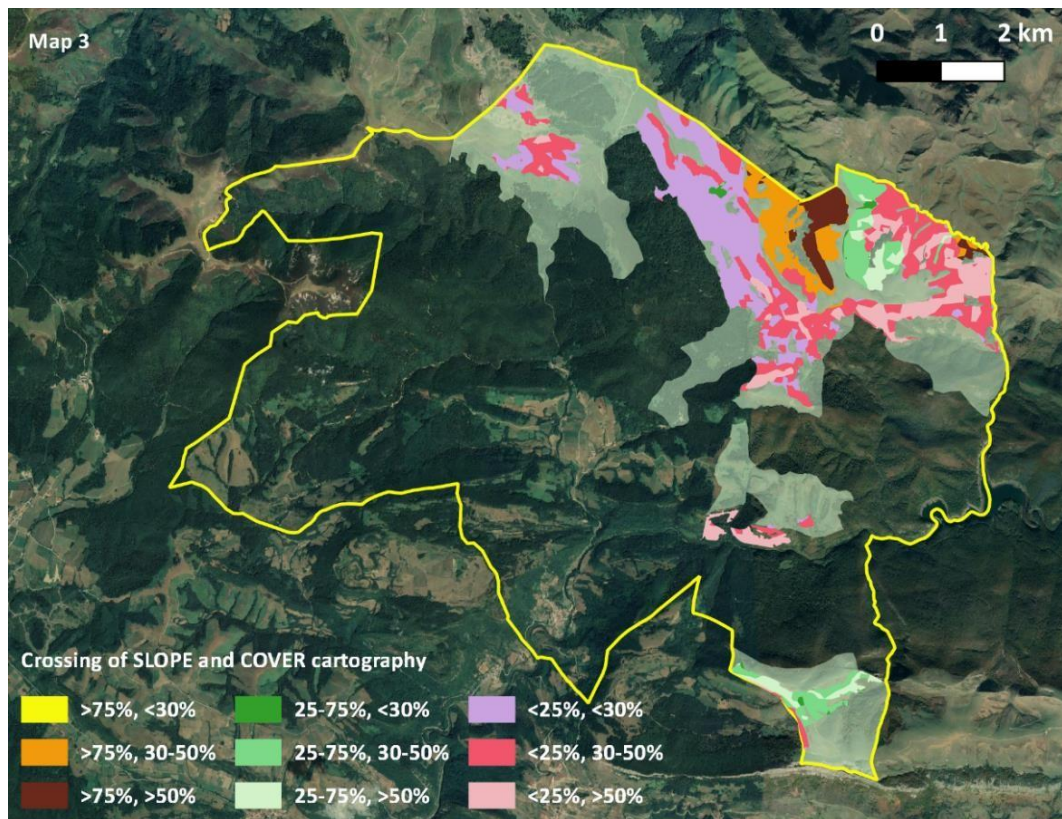 Map 3
0 1 2 km
Crossing of SLOPE and COVER cartography
>75%, <30% 25-75%, <30% <25%, <30%
>75%, 30-50% 25-75%, 30-50% <25%, 30-50%
>75%, >50% 25-75%, >50% <25%, >50%